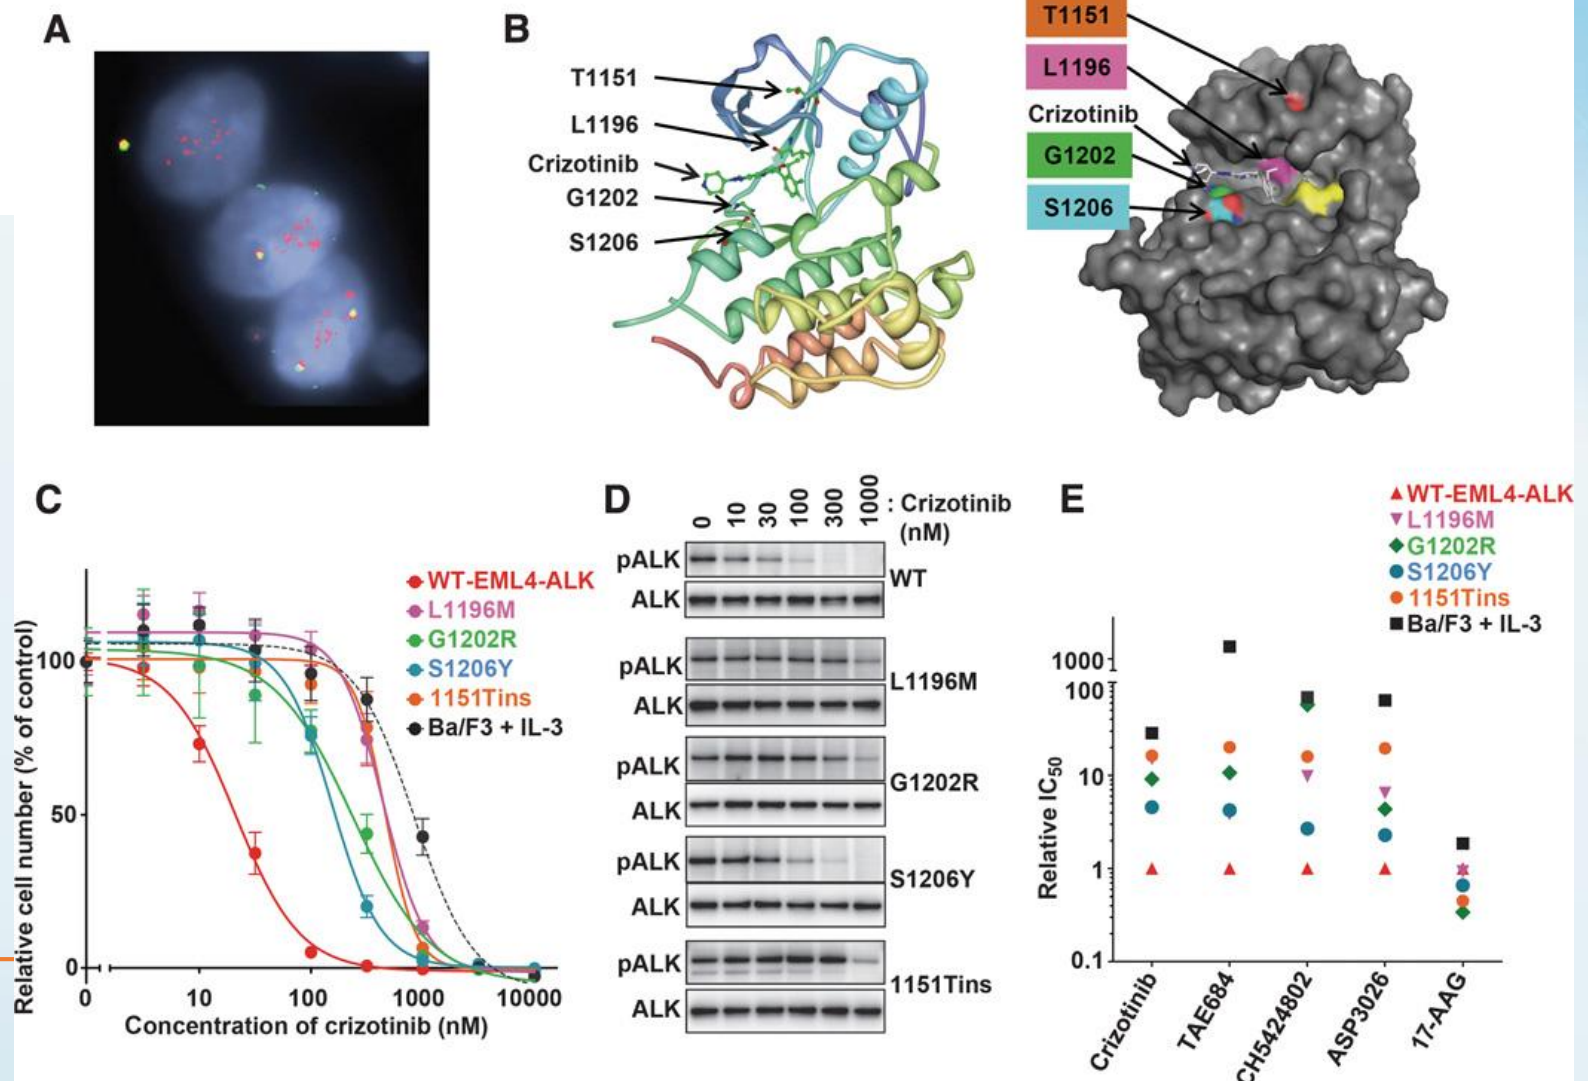 A
B
T1151
L1196
Crizotinib
G1202
S1206
T1151
L1196
Crizotinib
G1202
S1206
C
Relative cell number (% of control)
100
50
0
0
10
100
1000
10000
Concentration of crizotinib (nM)
WT-EML4-ALK
L1196M
G1202R
S1206Y
1151Tins
Ba/F3 + IL-3
D
0 10 30 100 300 1000 : Crizotinib
(nM)
pALK
ALK
WT
pALK
ALK
L1196M
pALK
ALK
G1202R
pALK
ALK
S1206Y
pALK
ALK
1151Tins
E
WT-EML4-ALK
L1196M
G1202R
S1206Y
1151Tins
Ba/F3 + IL-3
Relative IC50
1000
100
10
1
0.1
Crizotinib
TAE684
CH5424802
ASP3026
17-AAG